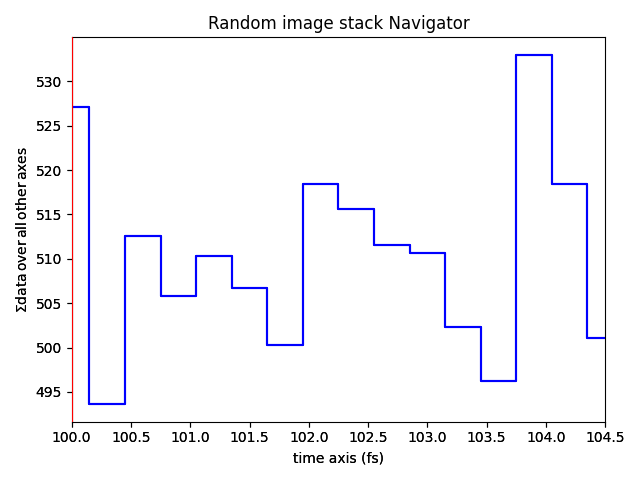 Random image stack Navigator
Σdata over all other axes
530
525
520
515
510
505
500
495
100.0 100.5 101.0 101.5 102.0 102.5 103.0 103.5 104.0 104.5
time axis (fs)